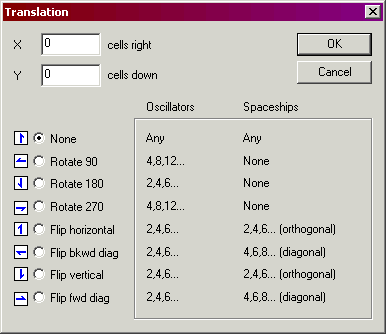 Translation
X 0 cells right OK
Y 0 cells down Cancel
Oscillators Spaceships
None Any Any
Rotate 90 4,8,12... None
Rotate 180 2,4,6... None
Rotate 270 4,8,12... None
Flip horizontal 2,4,6... 2,4,6... (orthogonal)
Flip bkwd diag 2,4,6... 4,6,8... (diagonal)
Flip vertical 2,4,6... 2,4,6... (orthogonal)
Flip fwd diag 2,4,6... 4,6,8... (diagonal)